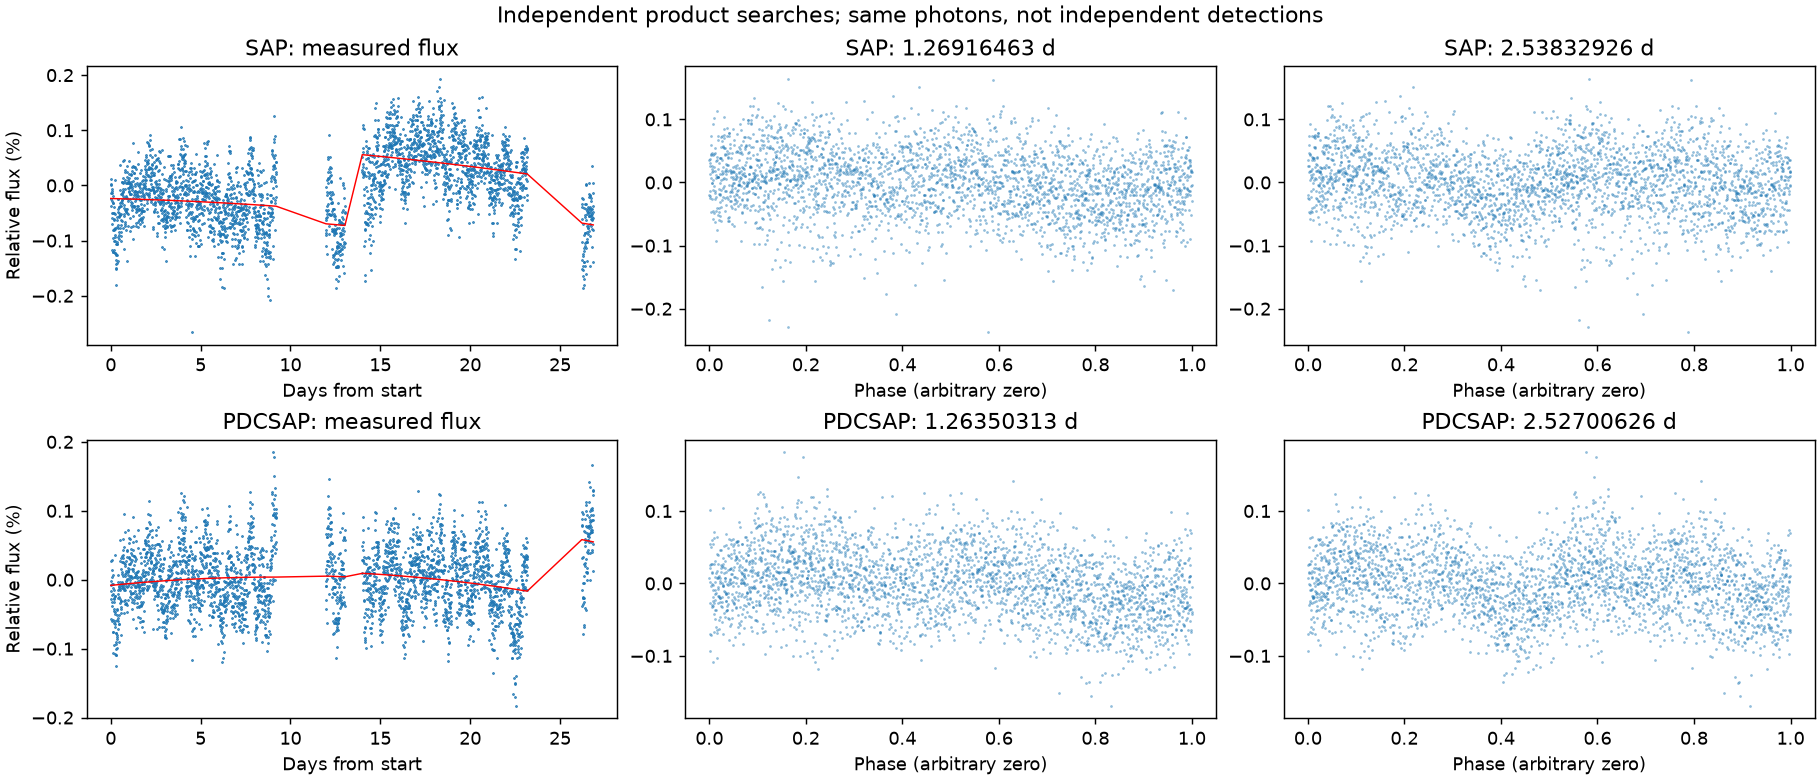 Independent product searches; same photons, not independent detections
SAP: measured flux
SAP: 1.26916463 d
SAP: 2.53832926 d
Relative flux (%)
0.2
0.1
0.0
−0.1
−0.2
0.1
0.0
−0.1
−0.2
0.1
0.0
−0.1
−0.2
0 5 10 15 20 25
0.0 0.2 0.4 0.6 0.8 1.0
0.0 0.2 0.4 0.6 0.8 1.0
Days from start
Phase (arbitrary zero)
Phase (arbitrary zero)
PDCSAP: measured flux
PDCSAP: 1.26350313 d
PDCSAP: 2.52700626 d
Relative flux (%)
0.2
0.1
0.0
−0.1
−0.2
0.1
0.0
−0.1
0.1
0.0
−0.1
0 5 10 15 20 25
0.0 0.2 0.4 0.6 0.8 1.0
0.0 0.2 0.4 0.6 0.8 1.0
Days from start
Phase (arbitrary zero)
Phase (arbitrary zero)